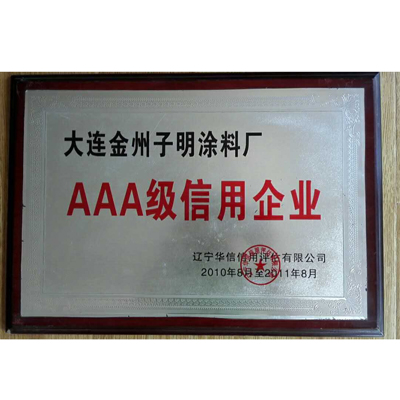 大连金州子明涂料厂
AAA级信用企业
辽宁华信信用评估有限公司
2010年8月至2011年8月